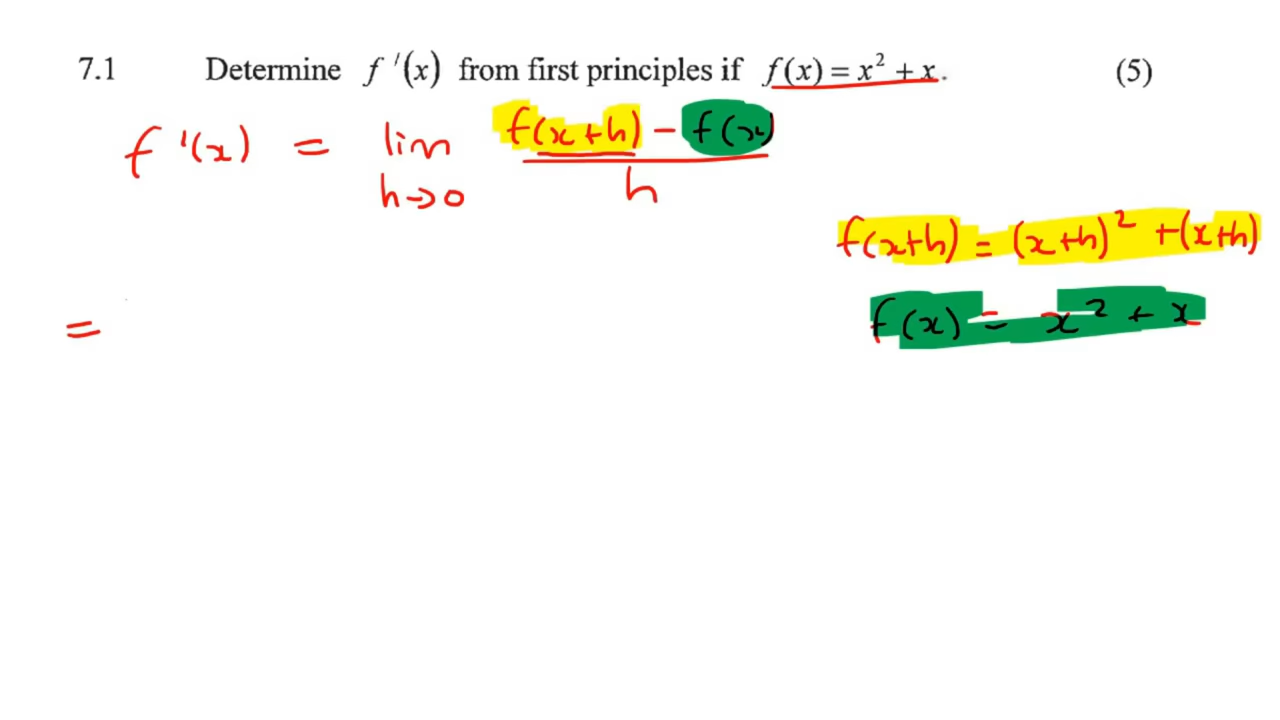 7.1 Determine f ′(x) from first principles if f(x) = x² + x. (5)
f '(x) = lim h→0 f(x+h) − f(x) / h
f(x+h) = (x+h)² + (x+h)
f(x) = x² + x
=